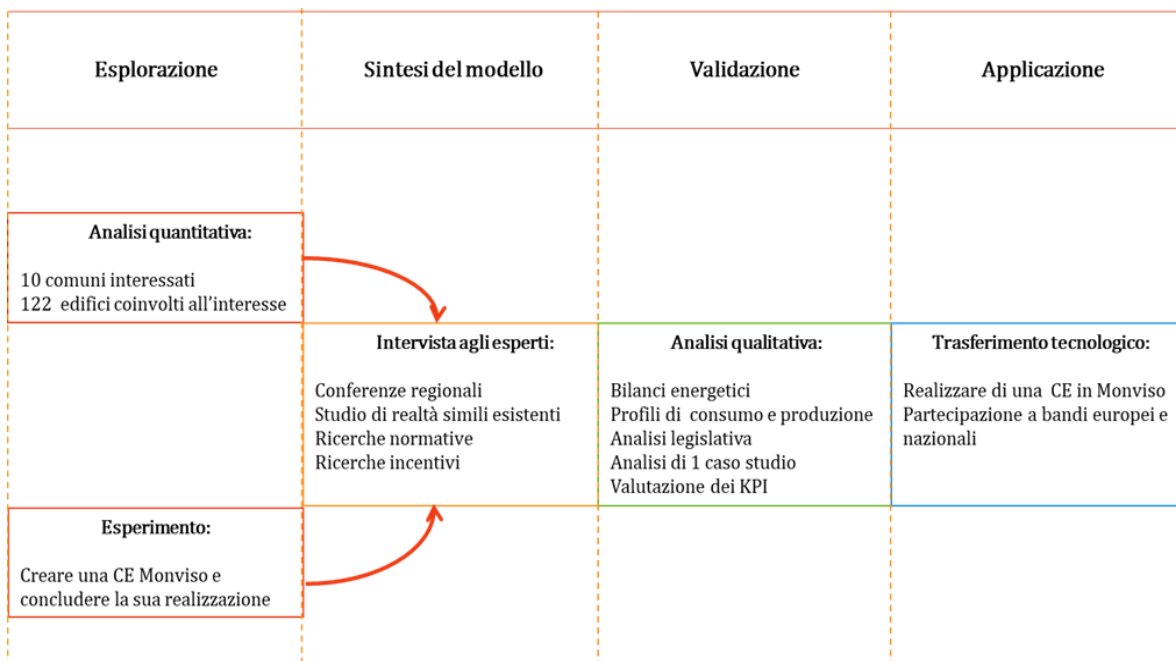 Esplorazione
Sintesi del modello
Validazione
Applicazione
Analisi quantitativa:
10 comuni interessati
122 edifici coinvolti all'interesse
Intervista agli esperti:
Conferenze regionali
Studio di realtà simili esistenti
Ricerche normative
Ricerche incentivi
Analisi qualitativa:
Bilanci energetici
Profili di consumo e produzione
Analisi legislativa
Analisi di 1 caso studio
Valutazione dei KPI
Trasferimento tecnologico:
Realizzare di una CE in Monviso
Partecipazione a bandi europei e
nazionali
Esperimento:
Creare una CE Monviso e
concludere la sua realizzazione